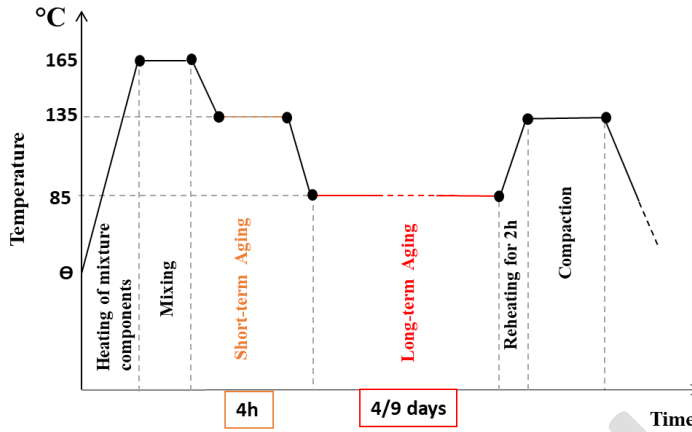 °C
165
135
85
Ө
Temperature
Heating of mixture
components
Mixing
Short-term Aging
Long-term Aging
Reheating for 2h
Compaction
4h
4/9 days
Time